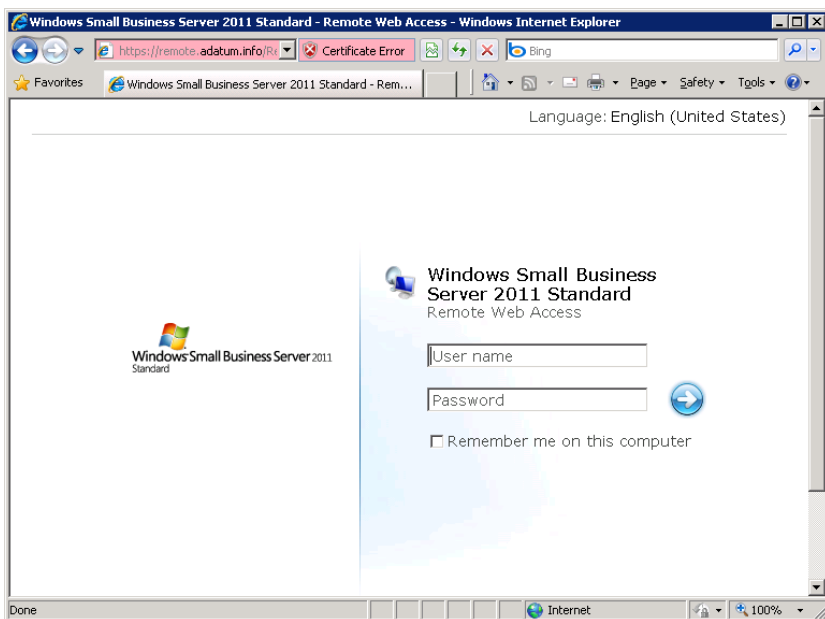 Windows Small Business Server 2011 Standard - Remote Web Access - Windows Internet Explorer
https://remote.adatum.info/Re Certificate Error Bing
Favorites Windows Small Business Server 2011 Standard - Rem... Page Safety Tools
Language: English (United States)
Windows Small Business
Server 2011 Standard
Remote Web Access
Windows Small Business Server 2011
Standard
User name
Password
Remember me on this computer
Done Internet 100%